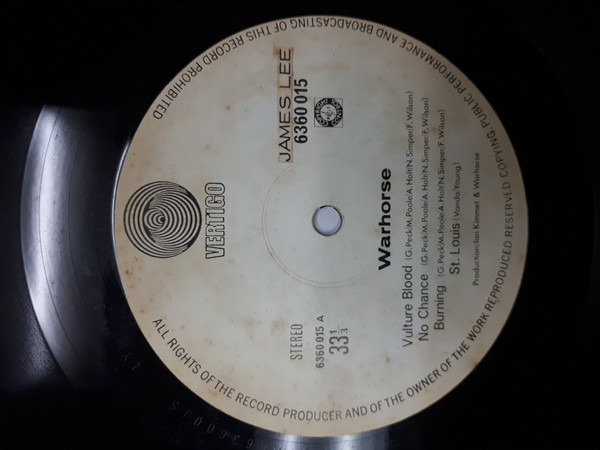 ALL RIGHTS OF THE RECORD PRODUCER AND OF THE OWNER OF THE WORK REPRODUCED RESERVED COPYING, PUBLIC PERFORMANCE AND BROADCASTING OF THIS RECORD PROHIBITED
VERTIGO
JAMES LEE
6360 015
STEREO
6360 015 A
33 1/3
Warhorse
Vulture Blood (G. Peck/M. Poole/A. Holt/N. Simper/F. Wilson)
No Chance (G. Peck/M. Poole/A. Holt/N. Simper/F. Wilson)
Burning (G. Peck/M. Poole/A. Holt/N. Simper/F. Wilson)
St. Louis (Vanda/Young)
Production: Ian Kimmet & Warhorse